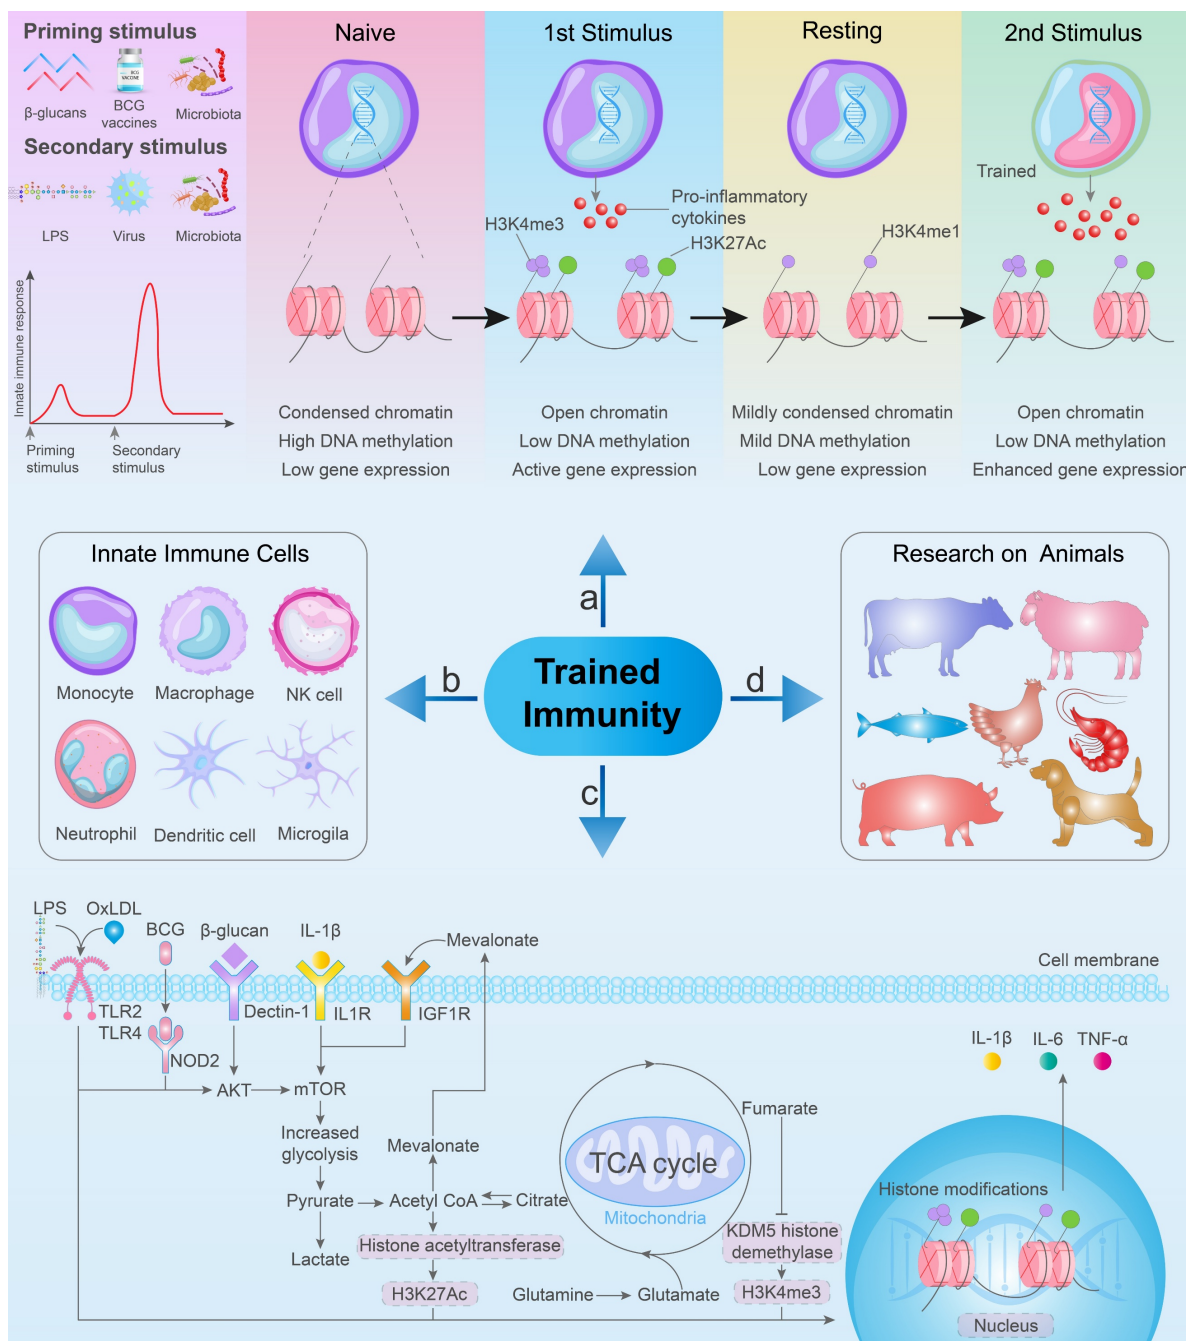 Priming stimulus
β-glucans
BCG
VACCINE
BCG
vaccines
Microbiota
Secondary stimulus
LPS
Virus
Microbiota
Innate immune response
Priming
stimulus
Secondary
stimulus
Naive
Condensed chromatin
High DNA methylation
Low gene expression
1st Stimulus
Pro-inflammatory
cytokines
H3K4me3
H3K27Ac
Open chromatin
Low DNA methylation
Active gene expression
Resting
H3K4me1
Mildly condensed chromatin
Mild DNA methylation
Low gene expression
2nd Stimulus
Trained
Open chromatin
Low DNA methylation
Enhanced gene expression
a
b
Trained
Immunity
d
c
Innate Immune Cells
Monocyte
Macrophage
NK cell
Neutrophil
Dendritic cell
Microgila
Research on Animals
LPS
OxLDL
BCG
β-glucan
IL-1β
Mevalonate
Cell membrane
TLR2
TLR4
NOD2
Dectin-1
IL1R
IGF1R
AKT
mTOR
Increased
glycolysis
Mevalonate
Pyrurate
Acetyl CoA
Citrate
Lactate
Histone acetyltransferase
H3K27Ac
TCA cycle
Mitochondria
Fumarate
KDM5 histone
demethylase
H3K4me3
Glutamine
Glutamate
IL-1β
IL-6
TNF-α
Histone modifications
Nucleus